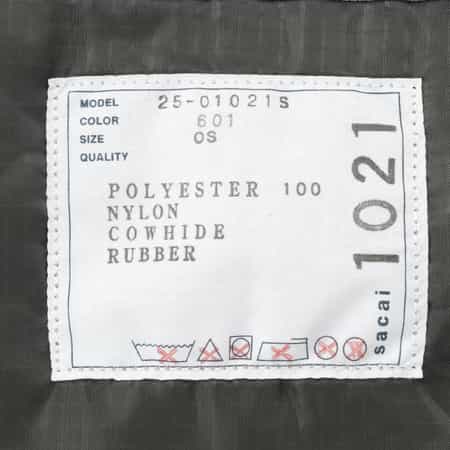 MODEL 25-01021S
COLOR 601
SIZE OS
QUALITY
POLYESTER 100
NYLON
COWHIDE
RUBBER
sacai 1021